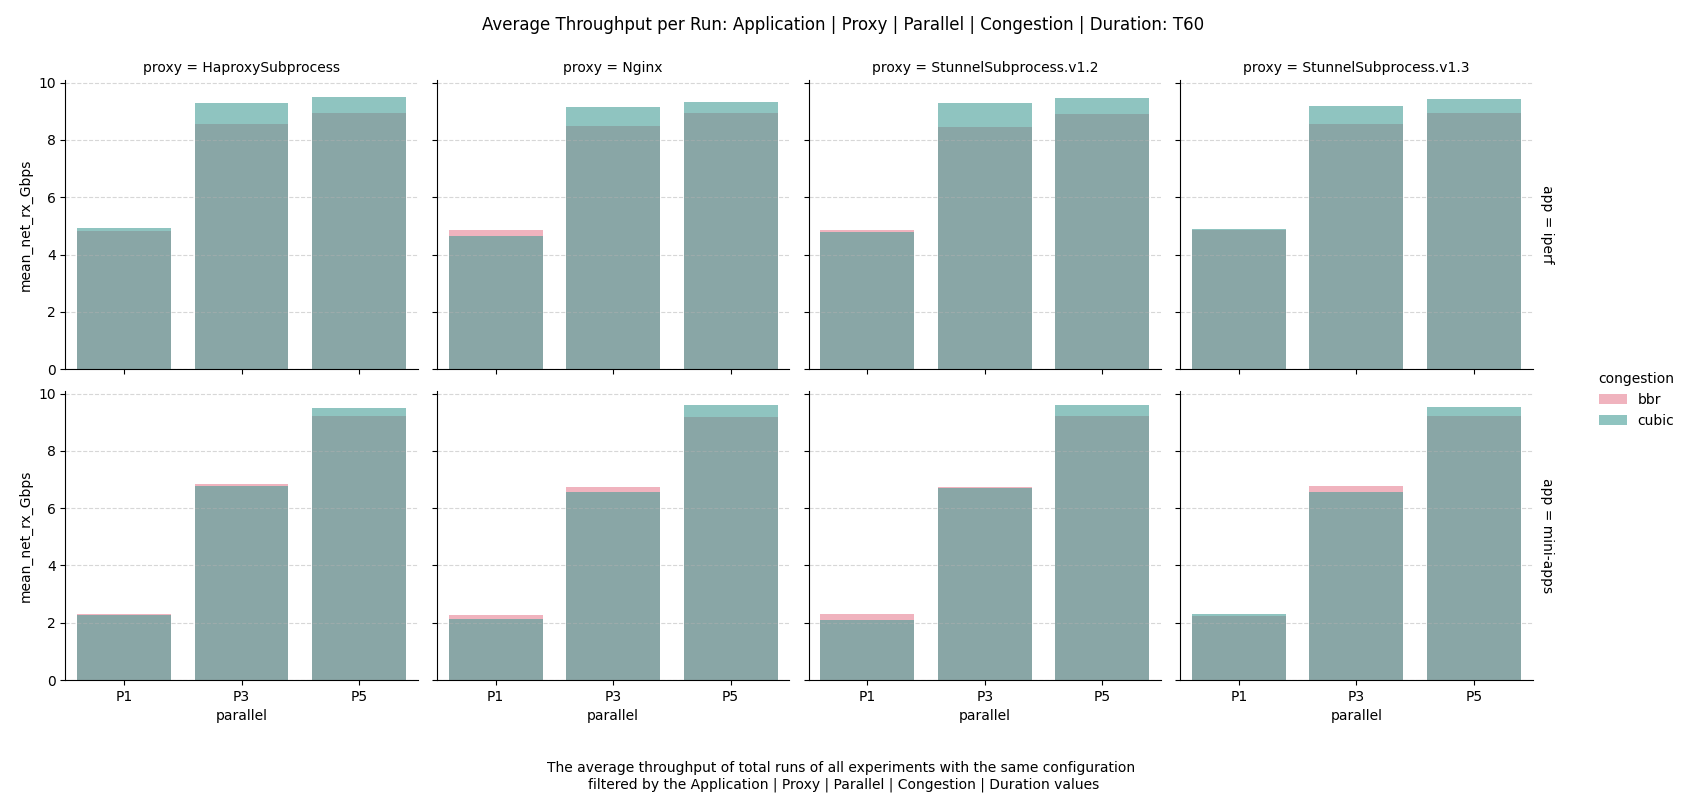 Average Throughput per Run: Application | Proxy | Parallel | Congestion | Duration: T60
proxy = HaproxySubprocess
proxy = Nginx
proxy = StunnelSubprocess.v1.2
proxy = StunnelSubprocess.v1.3
10
8
6
4
2
0
mean_net_rx_Gbps
app = iperf
10
8
6
4
2
0
mean_net_rx_Gbps
app = mini-apps
congestion
bbr
cubic
P1 P3 P5
parallel
P1 P3 P5
parallel
P1 P3 P5
parallel
P1 P3 P5
parallel
The average throughput of total runs of all experiments with the same configuration
filtered by the Application | Proxy | Parallel | Congestion | Duration values